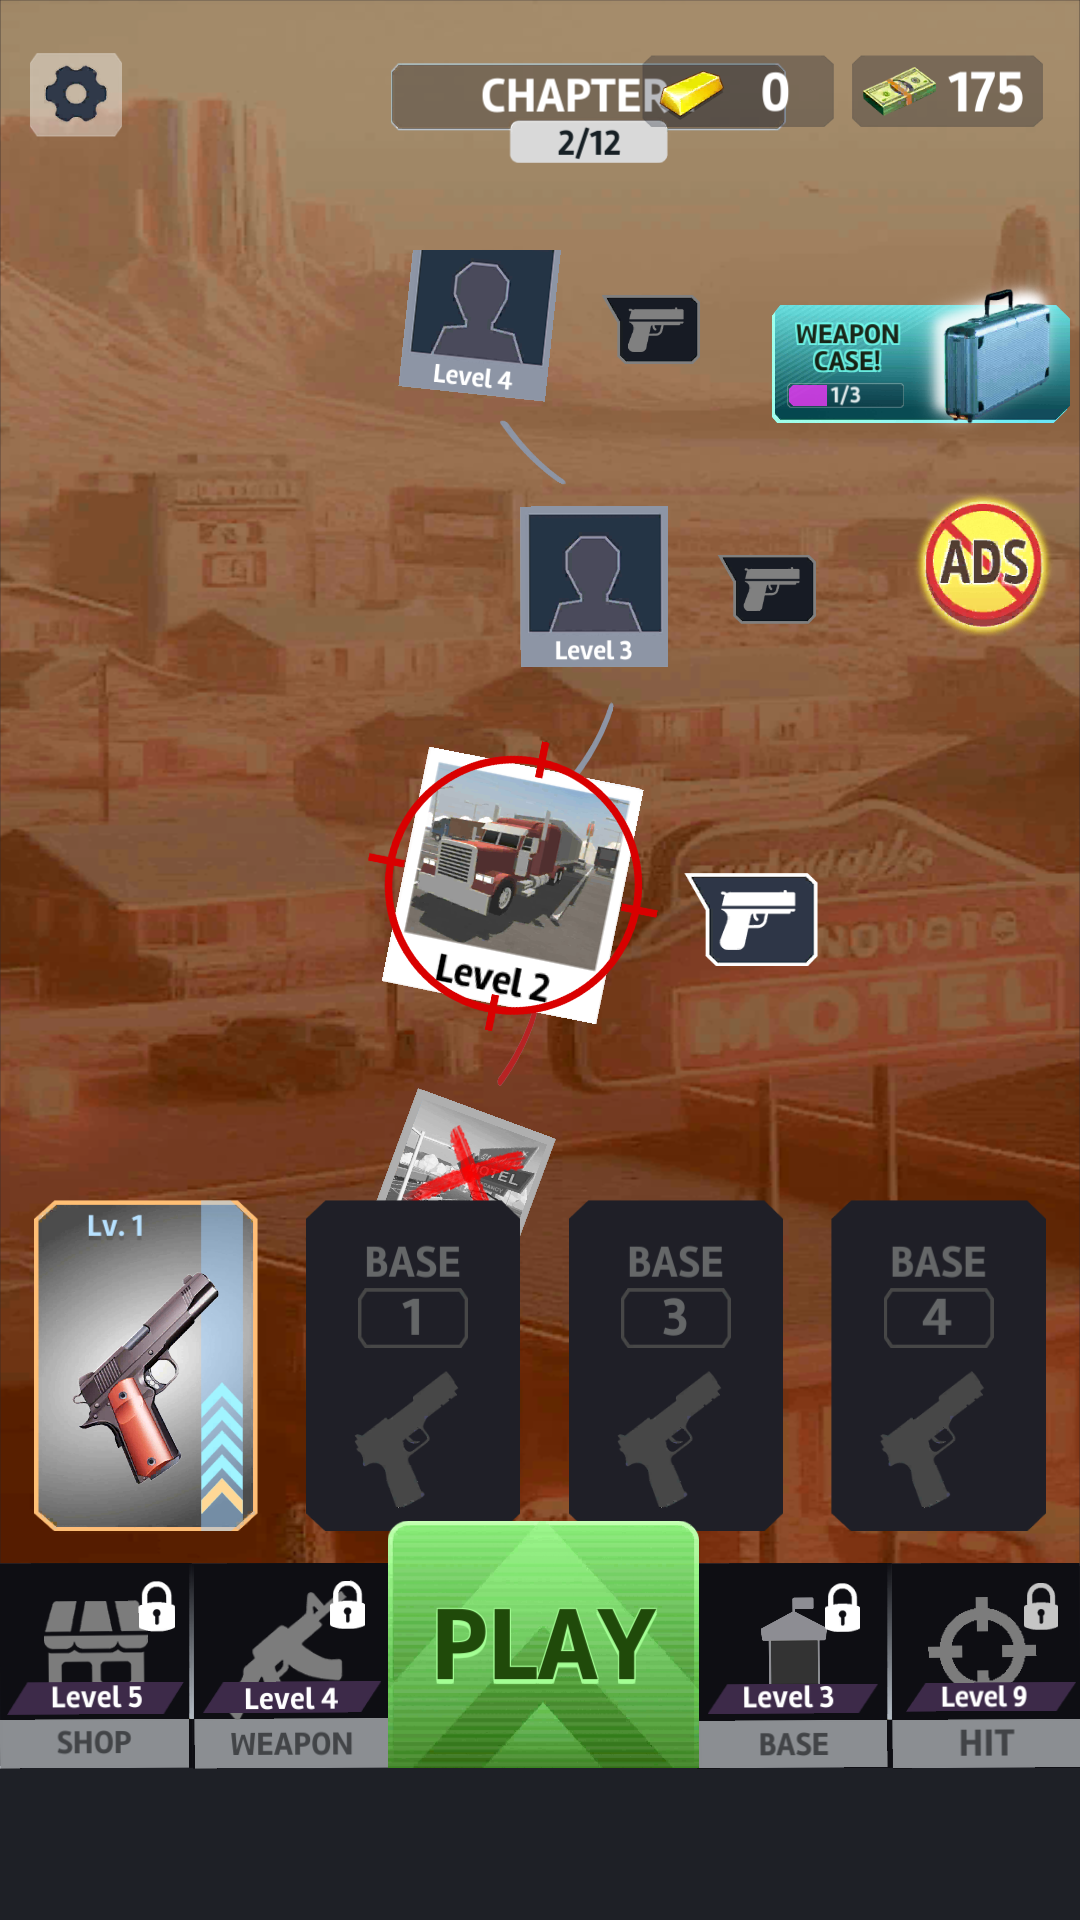 CHAPTER
0
175
2/12
Level 4
WEAPON
CASE!
1/3
ADS
Level 3
Level 2
MOTEL
MOTEL
Lv. 1
BASE
1
BASE
3
BASE
4
PLAY
Level 5
Level 4
Level 3
Level 9
SHOP
WEAPON
BASE
HIT